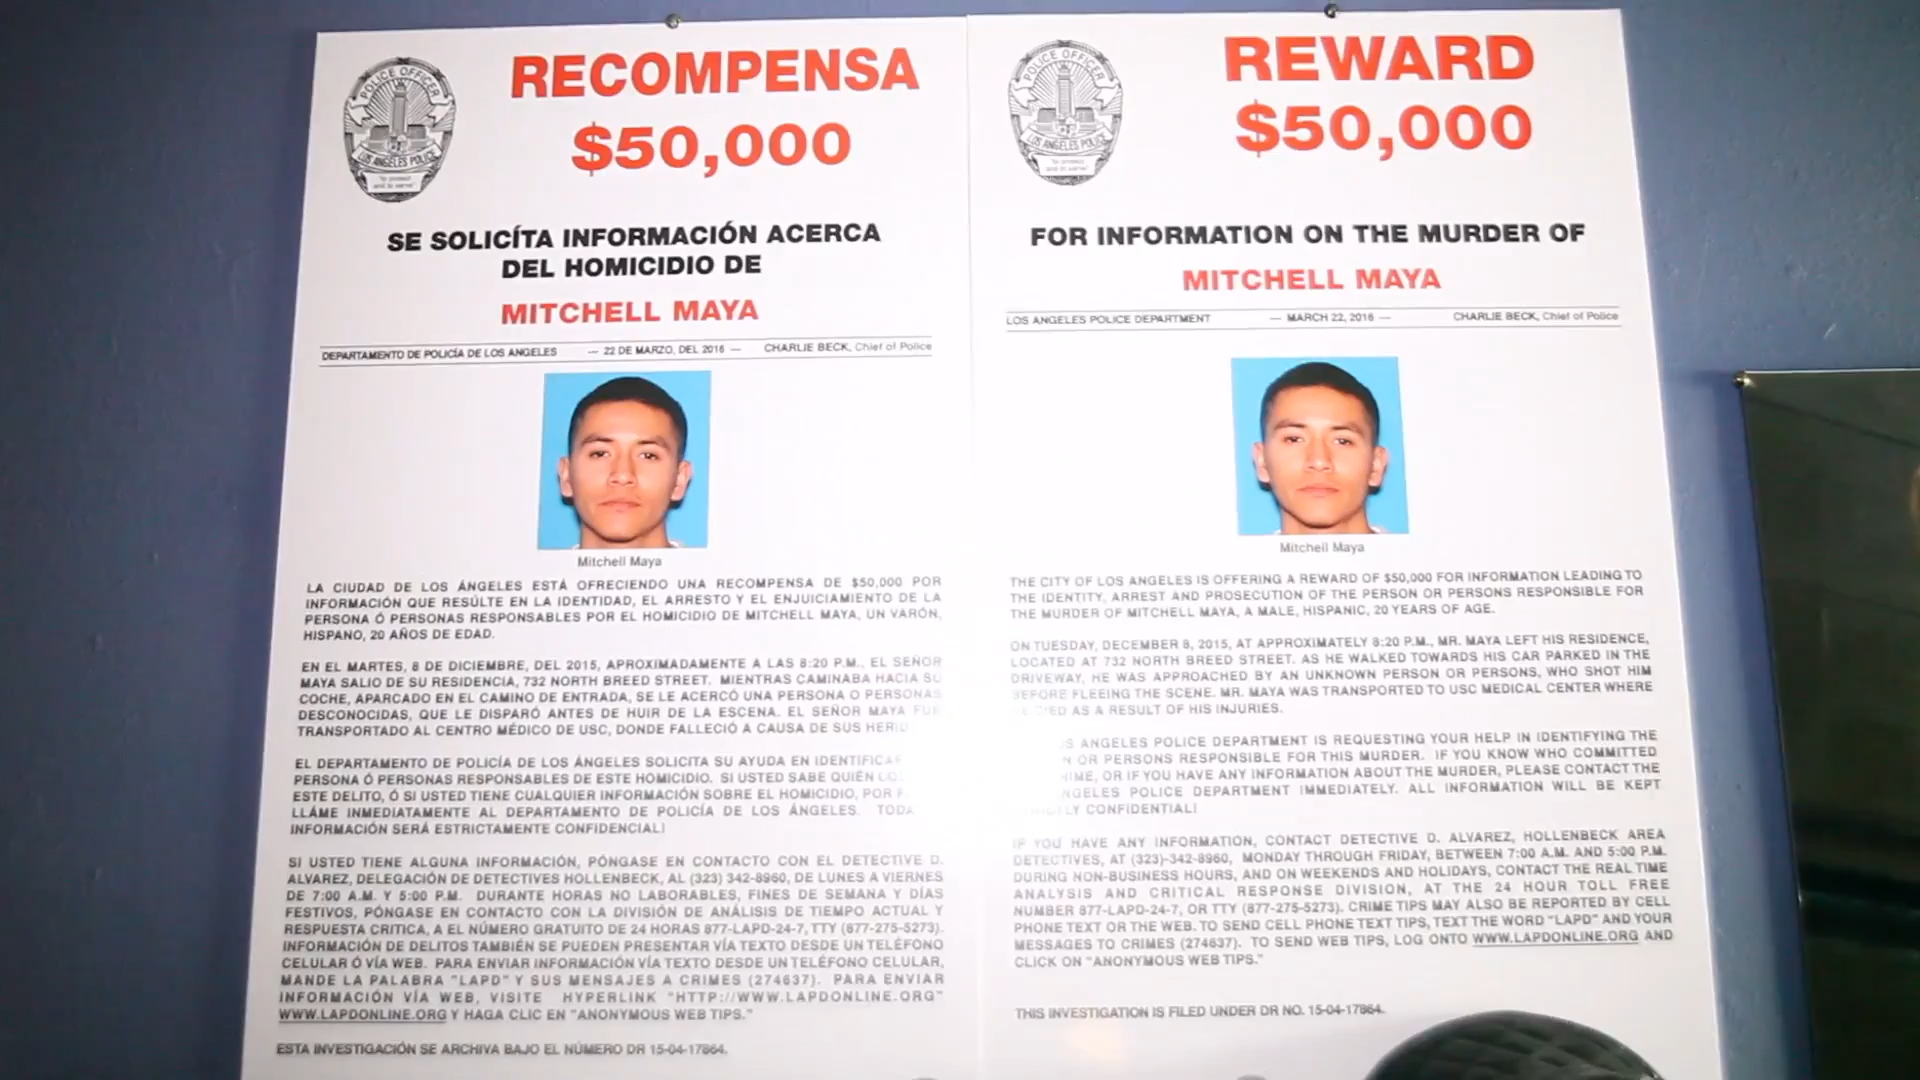 POLICE OFFICER
LOS ANGELES POLICE
"to protect
and to serve"
RECOMPENSA
$50,000
SE SOLICÍTA INFORMACIÓN ACERCA
DEL HOMICIDIO DE
MITCHELL MAYA
DEPARTAMENTO DE POLICÍA DE LOS ANGELES — 22 DE MARZO, DEL 2016 — CHARLIE BECK, Chief of Police
Mitchell Maya
LA CIUDAD DE LOS ÁNGELES ESTÁ OFRECIENDO UNA RECOMPENSA DE $50,000 POR
INFORMACIÓN QUE RESÚLTE EN LA IDENTIDAD, EL ARRESTO Y EL ENJUICIAMIENTO DE LA
PERSONA Ó PERSONAS RESPONSABLES POR EL HOMICIDIO DE MITCHELL MAYA, UN VARÓN,
HISPANO, 20 AÑOS DE EDAD.
EN EL MARTES, 8 DE DICIEMBRE, DEL 2015, APROXIMADAMENTE A LAS 8:20 P.M., EL SEÑOR
MAYA SALIO DE SU RESIDENCIA, 732 NORTH BREED STREET. MIENTRAS CAMINABA HACIA SU
COCHE, APARCADO EN EL CAMINO DE ENTRADA, SE LE ACERCÓ UNA PERSONA O PERSONAS
DESCONOCIDAS, QUE LE DISPARÓ ANTES DE HUIR DE LA ESCENA. EL SEÑOR MAYA FUE
TRANSPORTADO AL CENTRO MÉDICO DE USC, DONDE FALLECIÓ A CAUSA DE SUS
EL DEPARTAMENTO DE POLICÍA DE LOS ÁNGELES SOLICITA SU AYUDA EN IDENTIFICAR
PERSONA Ó PERSONAS RESPONSABLES DE ESTE HOMICIDIO. SI USTED SABE QUIÉN
ESTE DELITO, Ó SI USTED TIENE CUALQUIER INFORMACIÓN SOBRE EL HOMICIDIO, POR
LLÁME INMEDIATAMENTE AL DEPARTAMENTO DE POLICÍA DE LOS ÁNGELES. TODA
INFORMACIÓN SERÁ ESTRICTAMENTE CONFIDENCIAL!
SI USTED TIENE ALGUNA INFORMACIÓN, PÓNGASE EN CONTACTO CON EL DETECTIVE D.
ALVAREZ, DELEGACIÓN DE DETECTIVES HOLLENBECK, AL (323) 342-8960, DE LUNES A VIERNES
DE 7:00 A.M. Y 5:00 P.M. DURANTE HORAS NO LABORABLES, FINES DE SEMANA Y DÍAS
FESTIVOS, PÓNGASE EN CONTACTO CON LA DIVISIÓN DE ANÁLISIS DE TIEMPO ACTUAL Y
RESPUESTA CRITICA, A EL NÚMERO GRATUITO DE 24 HORAS 877-LAPD-24-7, TTY (877-275-5273).
INFORMACIÓN DE DELITOS TAMBIÉN SE PUEDEN PRESENTAR VÍA TEXTO DESDE UN TELÉFONO
CELULAR Ó VÍA WEB. PARA ENVIAR INFORMACIÓN VÍA TEXTO DESDE UN TELÉFONO CELULAR,
MANDE LA PALABRA "LAPD" Y SUS MENSAJES A CRIMES (274637). PARA ENVIAR
INFORMACIÓN VÍA WEB, VISITE HYPERLINK "HTTP://WWW.LAPDONLINE.ORG"
WWW.LAPDONLINE.ORG Y HAGA CLIC EN "ANONYMOUS WEB TIPS."
ESTA INVESTIGACIÓN SE ARCHIVA BAJO EL NÚMERO DR 15-04-17864.
POLICE OFFICER
LOS ANGELES POLICE
"to protect
and to serve"
REWARD
$50,000
FOR INFORMATION ON THE MURDER OF
MITCHELL MAYA
LOS ANGELES POLICE DEPARTMENT — MARCH 22, 2016 — CHARLIE BECK, Chief of Police
Mitchell Maya
THE CITY OF LOS ANGELES IS OFFERING A REWARD OF $50,000 FOR INFORMATION LEADING TO
THE IDENTITY, ARREST AND PROSECUTION OF THE PERSON OR PERSONS RESPONSIBLE FOR
THE MURDER OF MITCHELL MAYA, A MALE, HISPANIC, 20 YEARS OF AGE.
ON TUESDAY, DECEMBER 8, 2015, AT APPROXIMATELY 8:20 P.M., MR. MAYA LEFT HIS RESIDENCE,
LOCATED AT 732 NORTH BREED STREET. AS HE WALKED TOWARDS HIS CAR PARKED IN THE
DRIVEWAY, HE WAS APPROACHED BY AN UNKNOWN PERSON OR PERSONS, WHO SHOT HIM
BEFORE FLEEING THE SCENE. MR. MAYA WAS TRANSPORTED TO USC MEDICAL CENTER WHERE
HE DIED AS A RESULT OF HIS INJURIES.
ANGELES POLICE DEPARTMENT IS REQUESTING YOUR HELP IN IDENTIFYING THE
OR PERSONS RESPONSIBLE FOR THIS MURDER. IF YOU KNOW WHO COMMITTED
OR IF YOU HAVE ANY INFORMATION ABOUT THE MURDER, PLEASE CONTACT THE
POLICE DEPARTMENT IMMEDIATELY. ALL INFORMATION WILL BE KEPT
CONFIDENTIAL!
IF YOU HAVE ANY INFORMATION, CONTACT DETECTIVE D. ALVAREZ, HOLLENBECK AREA
DETECTIVES, AT (323)-342-8960, MONDAY THROUGH FRIDAY, BETWEEN 7:00 A.M. AND 5:00 P.M.
DURING NON-BUSINESS HOURS, AND ON WEEKENDS AND HOLIDAYS, CONTACT THE REAL TIME
ANALYSIS AND CRITICAL RESPONSE DIVISION, AT THE 24 HOUR TOLL FREE
NUMBER 877-LAPD-24-7, OR TTY (877-275-5273). CRIME TIPS MAY ALSO BE REPORTED BY CELL
PHONE TEXT OR THE WEB. TO SEND CELL PHONE TEXT TIPS, TEXT THE WORD "LAPD" AND YOUR
MESSAGES TO CRIMES (274637). TO SEND WEB TIPS, LOG ONTO WWW.LAPDONLINE.ORG AND
CLICK ON "ANONYMOUS WEB TIPS."
THIS INVESTIGATION IS FILED UNDER DR NO. 15-04-17864.